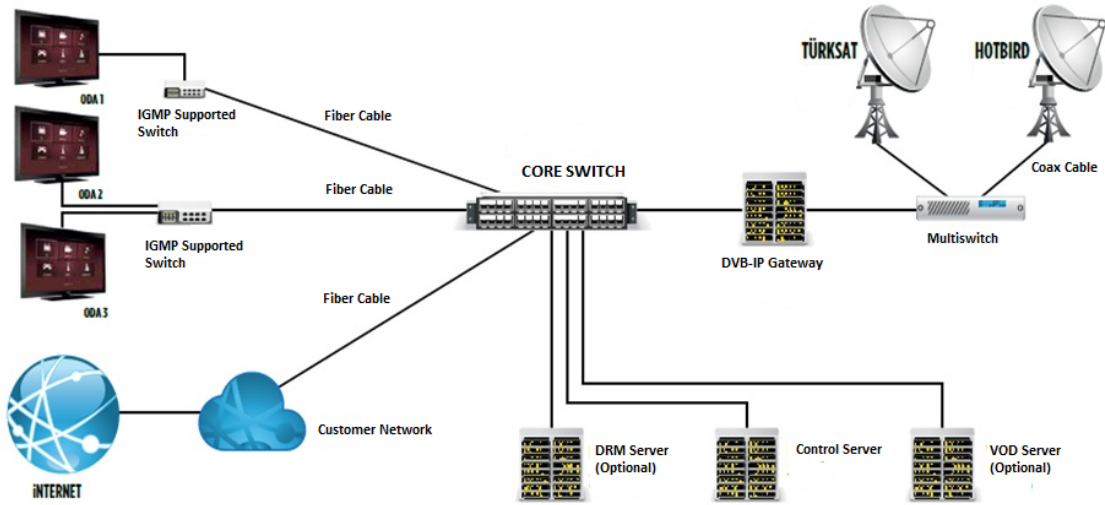 TÜRKSAT
HOTBIRD
ODA 1
IGMP Supported
Switch
Fiber Cable
Coax Cable
CORE SWITCH
ODA 2
Fiber Cable
Multiswitch
IGMP Supported
Switch
DVB-IP Gateway
ODA 3
Fiber Cable
Customer Network
DRM Server
(Optional)
Control Server
VOD Server
(Optional)
iNTERNET